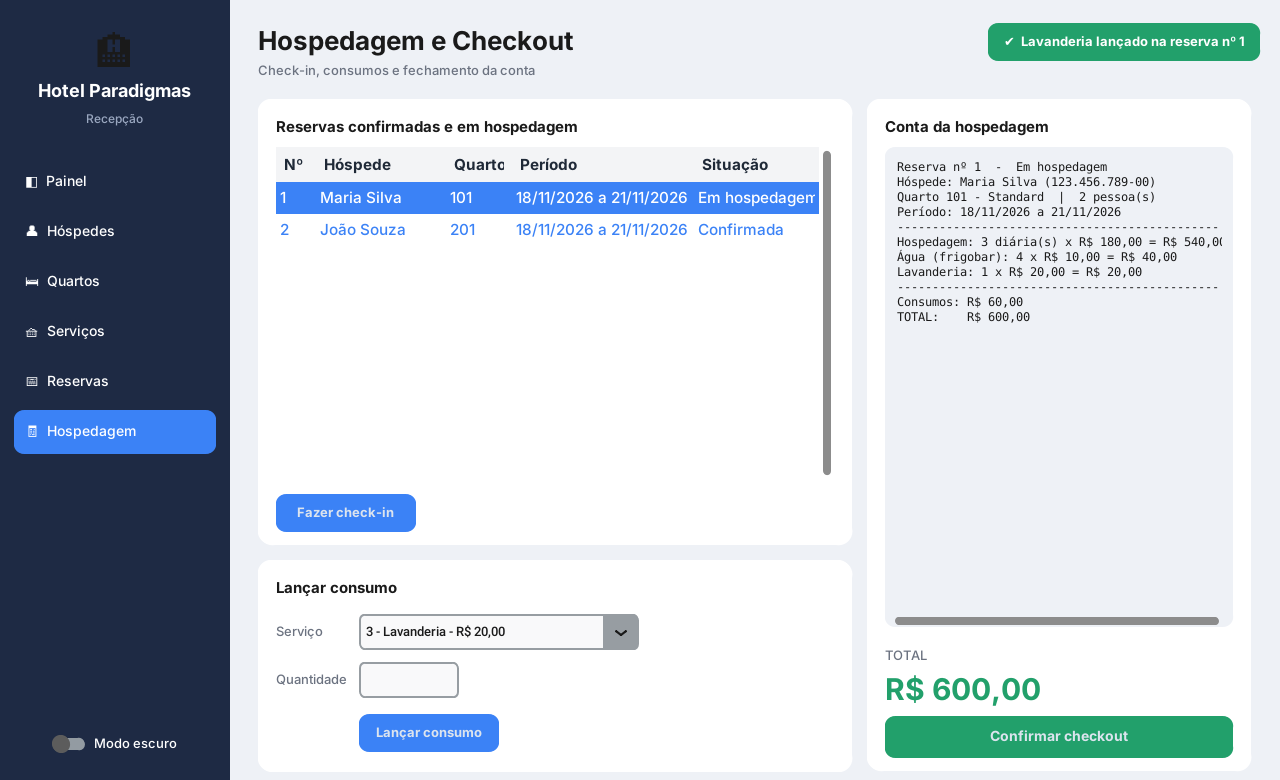 Hotel Paradigmas
Recepção
Painel
Hóspedes
Quartos
Serviços
Reservas
Hospedagem
Modo escuro
Hospedagem e Checkout
Check-in, consumos e fechamento da conta
✔ Lavanderia lançado na reserva nº 1
Reservas confirmadas e em hospedagem
Nº Hóspede Quarto Período Situação
1 Maria Silva 101 18/11/2026 a 21/11/2026 Em hospedagem
2 João Souza 201 18/11/2026 a 21/11/2026 Confirmada
Fazer check-in
Lançar consumo
Serviço 3 - Lavanderia - R$ 20,00
Quantidade
Lançar consumo
Conta da hospedagem
Reserva nº 1 - Em hospedagem
Hóspede: Maria Silva (123.456.789-00)
Quarto 101 - Standard | 2 pessoa(s)
Período: 18/11/2026 a 21/11/2026
----------------------------------------------
Hospedagem: 3 diária(s) x R$ 180,00 = R$ 540,00
Água (frigobar): 4 x R$ 10,00 = R$ 40,00
Lavanderia: 1 x R$ 20,00 = R$ 20,00
----------------------------------------------
Consumos: R$ 60,00
TOTAL: R$ 600,00
TOTAL
R$ 600,00
Confirmar checkout